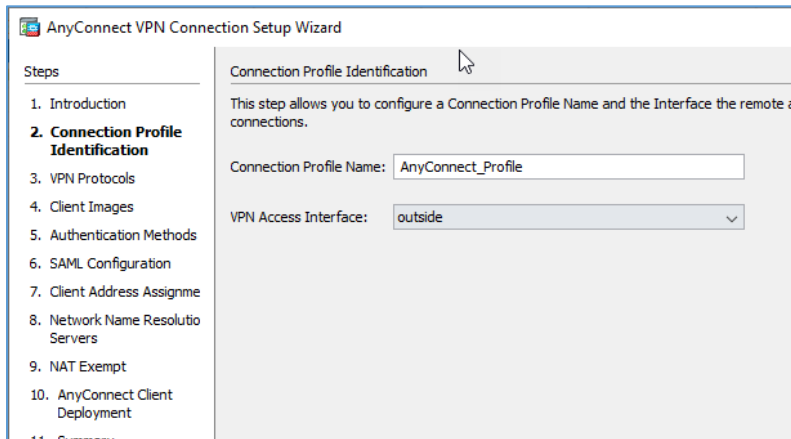 AnyConnect VPN Connection Setup Wizard
Steps
1. Introduction
2. Connection Profile
Identification
3. VPN Protocols
4. Client Images
5. Authentication Methods
6. SAML Configuration
7. Client Address Assignme
8. Network Name Resolutio
Servers
9. NAT Exempt
10. AnyConnect Client
Deployment
11. Summary
Connection Profile Identification
This step allows you to configure a Connection Profile Name and the Interface the remote a
connections.
Connection Profile Name: AnyConnect_Profile
VPN Access Interface: outside